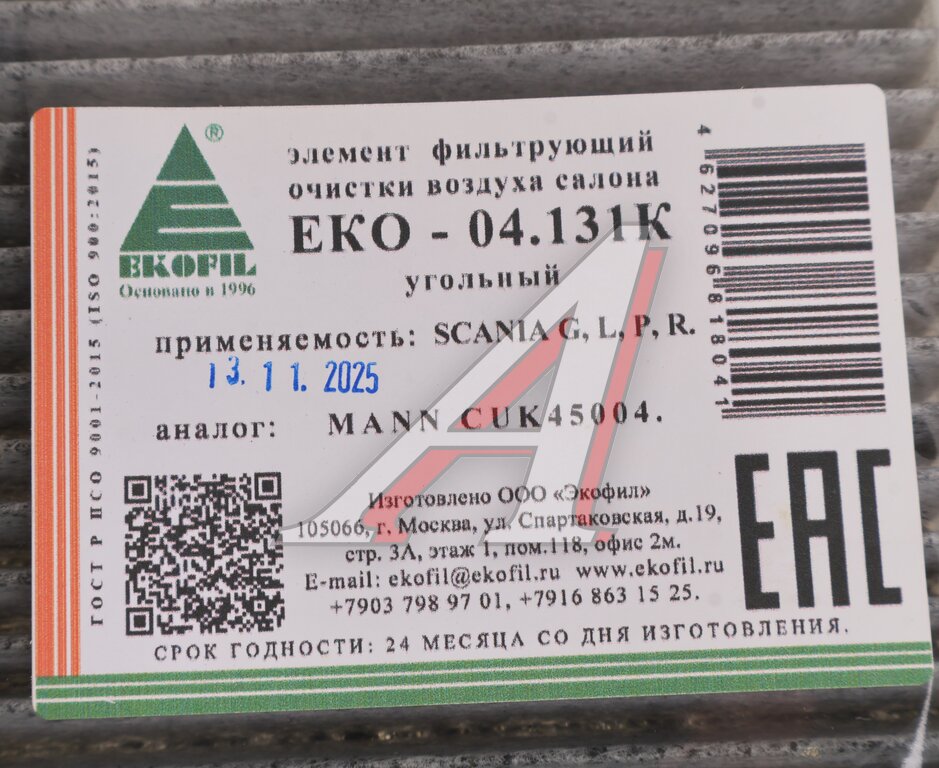 ГОСТ Р ИСО 9001-2015 (ISO 900:2015)
®
EKOFIL
Основано в 1996
элемент фильтрующий
очистки воздуха салона
ЕКО - 04.131К
угольный
применяемость: SCANIA G, L, P, R.
13. 11. 2025
аналог: MANN CUK45004.
Изготовлено ООО «Экофил»
105066, г. Москва, ул. Спартаковская, д.19,
стр. 3А, этаж 1, пом.118, офис 2м.
E-mail: ekofil@ekofil.ru www.ekofil.ru
+7903 798 97 01, +7916 863 15 25.
СРОК ГОДНОСТИ: 24 МЕСЯЦА СО ДНЯ ИЗГОТОВЛЕНИЯ.
4 627096 818041
EAC